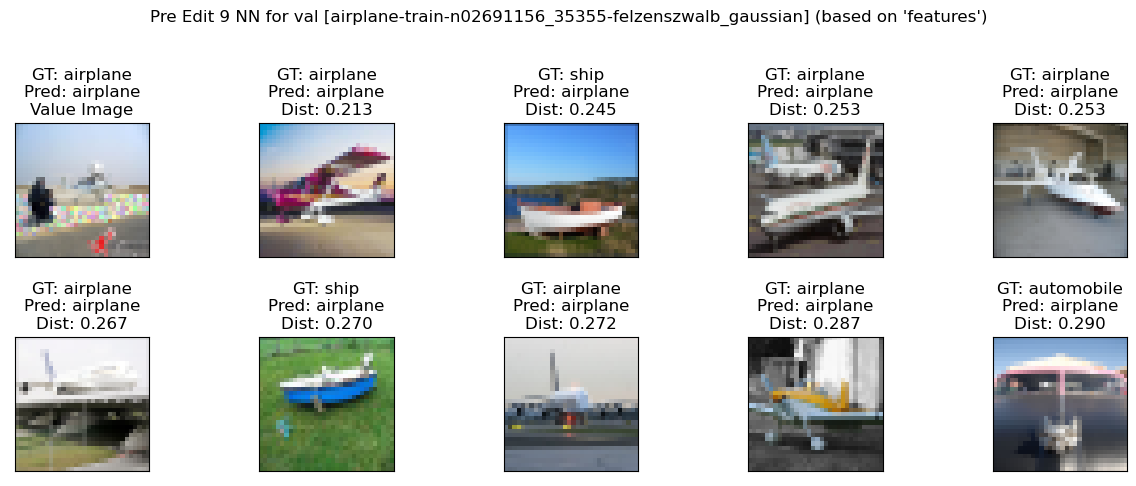 Pre Edit 9 NN for val [airplane-train-n02691156_35355-felzenszwalb_gaussian] (based on 'features')
GT: airplane
Pred: airplane
Value Image
GT: airplane
Pred: airplane
Dist: 0.213
GT: ship
Pred: airplane
Dist: 0.245
GT: airplane
Pred: airplane
Dist: 0.253
GT: airplane
Pred: airplane
Dist: 0.253
GT: airplane
Pred: airplane
Dist: 0.267
GT: ship
Pred: airplane
Dist: 0.270
GT: airplane
Pred: airplane
Dist: 0.272
GT: airplane
Pred: airplane
Dist: 0.287
GT: automobile
Pred: airplane
Dist: 0.290